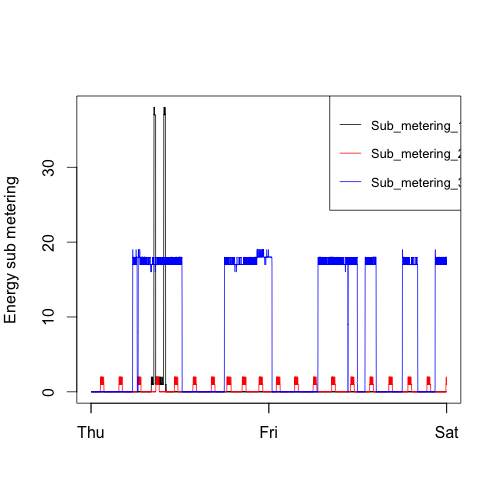 Energy sub metering
30
20
10
0
Sub_metering_1
Sub_metering_2
Sub_metering_3
Thu Fri Sat